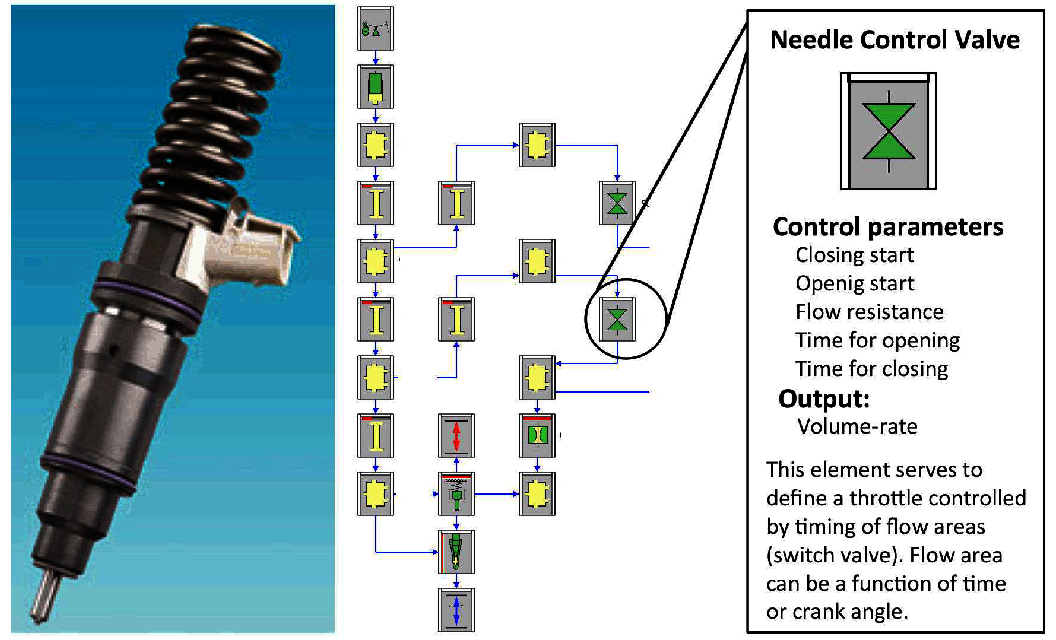 Needle Control Valve
Control parameters
Closing start
Openig start
Flow resistance
Time for opening
Time for closing
Output:
Volume-rate
This element serves to
define a throttle controlled
by timing of flow areas
(switch valve). Flow area
can be a function of time
or crank angle.